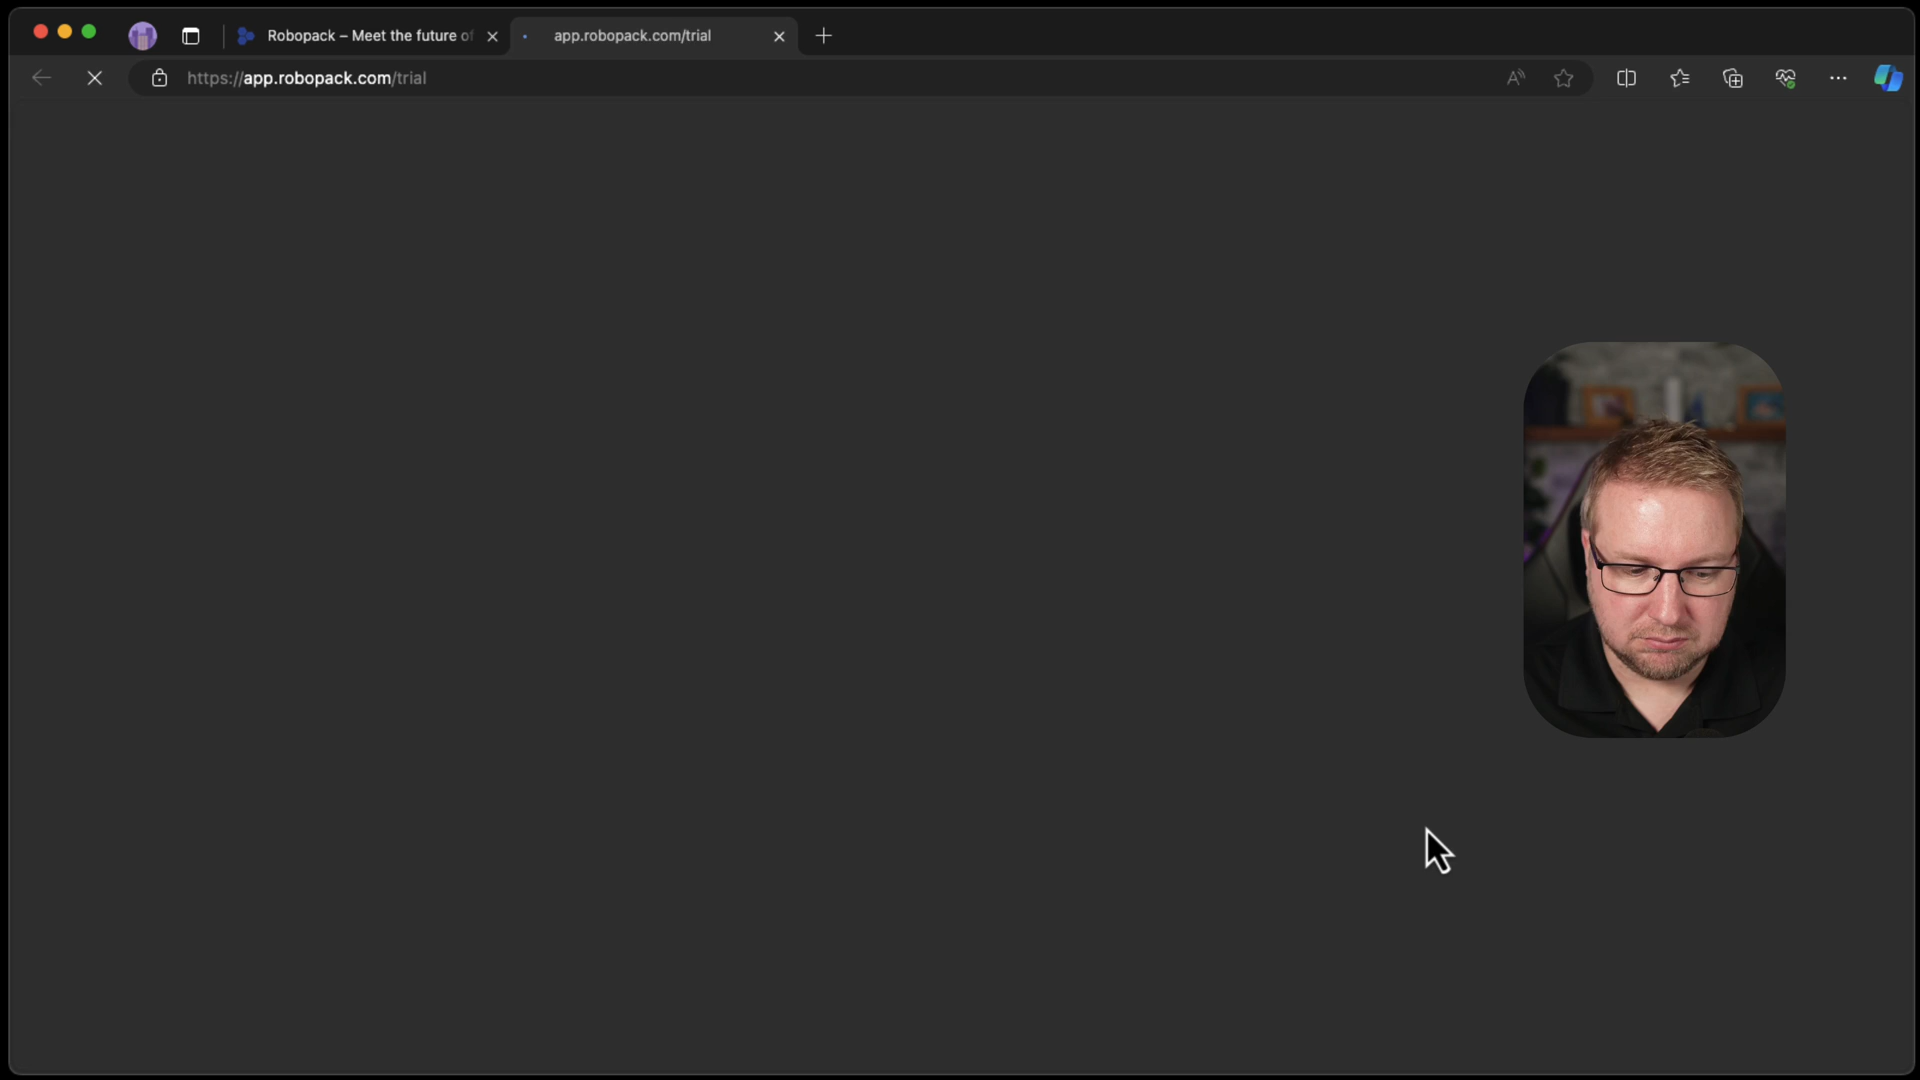 Robopack – Meet the future of
app.robopack.com/trial
https://app.robopack.com/trial